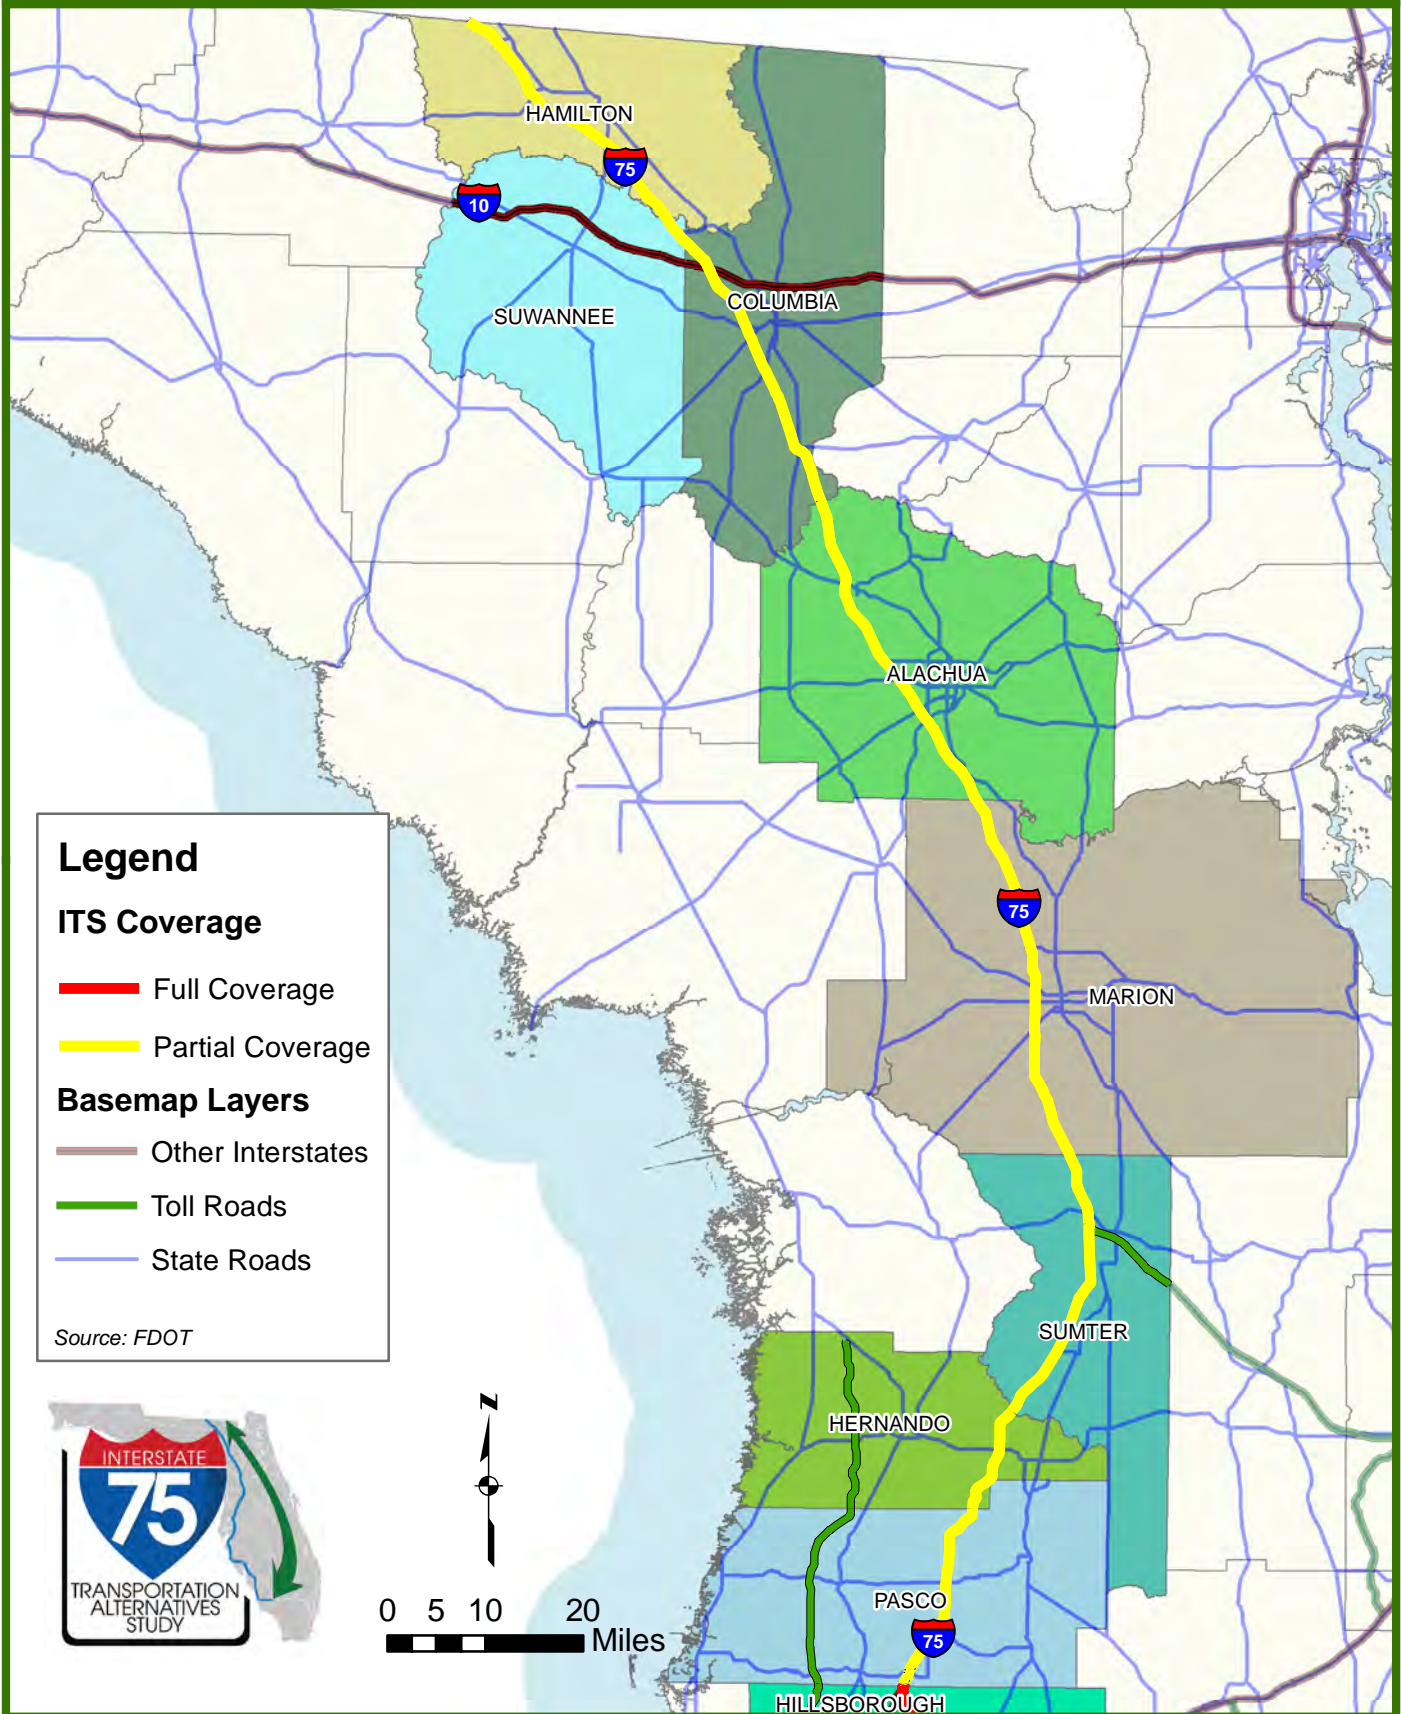 HAMILTON
75
10
COLUMBIA
SUWANNEE
ALACHUA
75
MARION
Legend
ITS Coverage
Full Coverage
Partial Coverage
Basemap Layers
Other Interstates
Toll Roads
State Roads
Source: FDOT
SUMTER
HERNANDO
PASCO
75
HILLSBOROUGH
INTERSTATE
75
TRANSPORTATION
ALTERNATIVES
STUDY
N
0 5 10 20
Miles